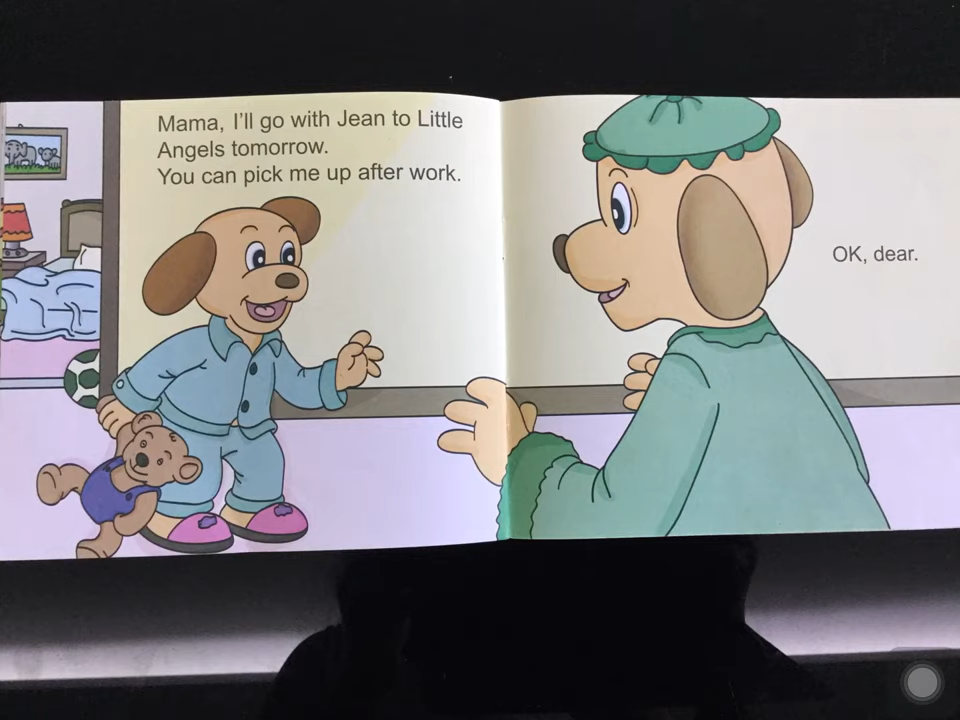 Mama, I'll go with Jean to Little
Angels tomorrow.
You can pick me up after work.
OK, dear.